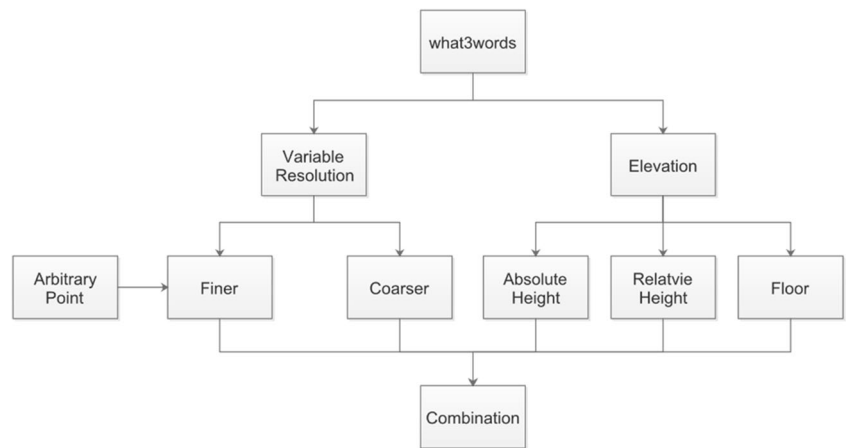 what3words
Variable
Resolution
Elevation
Arbitrary
Point
Finer
Coarser
Absolute
Height
Relatvie
Height
Floor
Combination